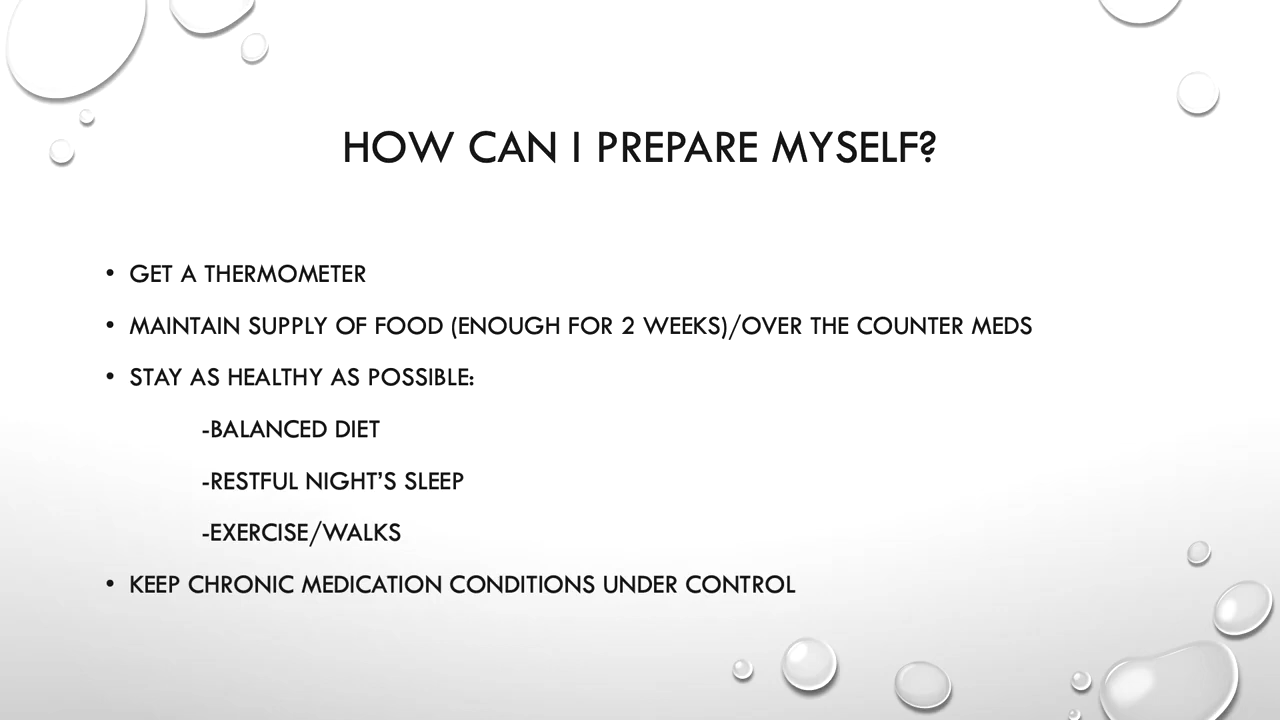 HOW CAN I PREPARE MYSELF?
• GET A THERMOMETER
• MAINTAIN SUPPLY OF FOOD (ENOUGH FOR 2 WEEKS)/OVER THE COUNTER MEDS
• STAY AS HEALTHY AS POSSIBLE:
-BALANCED DIET
-RESTFUL NIGHT’S SLEEP
-EXERCISE/WALKS
• KEEP CHRONIC MEDICATION CONDITIONS UNDER CONTROL